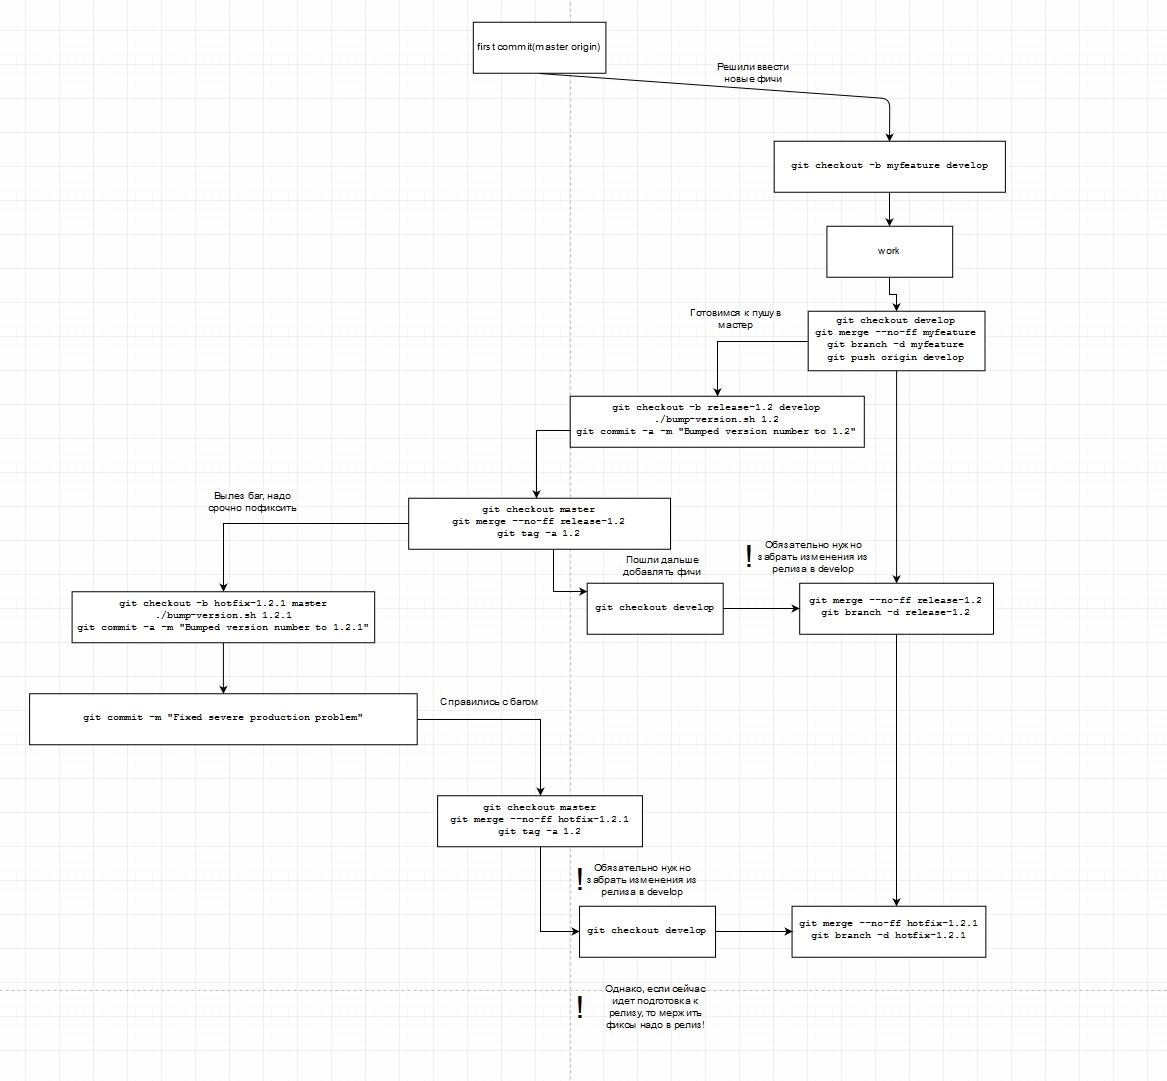 first commit(master origin)
Решили ввести
новые фичи
git checkout -b myfeature develop
work
Готовимся к пушу в
мастер
git checkout develop
git merge --no-ff myfeature
git branch -d myfeature
git push origin develop
git checkout -b release-1.2 develop
./bump-version.sh 1.2
git commit -a -m "Bumped version number to 1.2"
Вылез баг, надо
срочно пофиксить
git checkout master
git merge --no-ff release-1.2
git tag -a 1.2
Пошли дальше
добавлять фичи
! Обязательно нужно
забрать изменения из
релиза в develop
git checkout -b hotfix-1.2.1 master
./bump-version.sh 1.2.1
git commit -a -m "Bumped version number to 1.2.1"
git checkout develop
git merge --no-ff release-1.2
git branch -d release-1.2
git commit -m "Fixed severe production problem"
Справились с багом
git checkout master
git merge --no-ff hotfix-1.2.1
git tag -a 1.2
! Обязательно нужно
забрать изменения из
релиза в develop
git checkout develop
git merge --no-ff hotfix-1.2.1
git branch -d hotfix-1.2.1
! Однако, если сейчас
идет подготовка к
релизу, то мержить
фиксы надо в релиз!